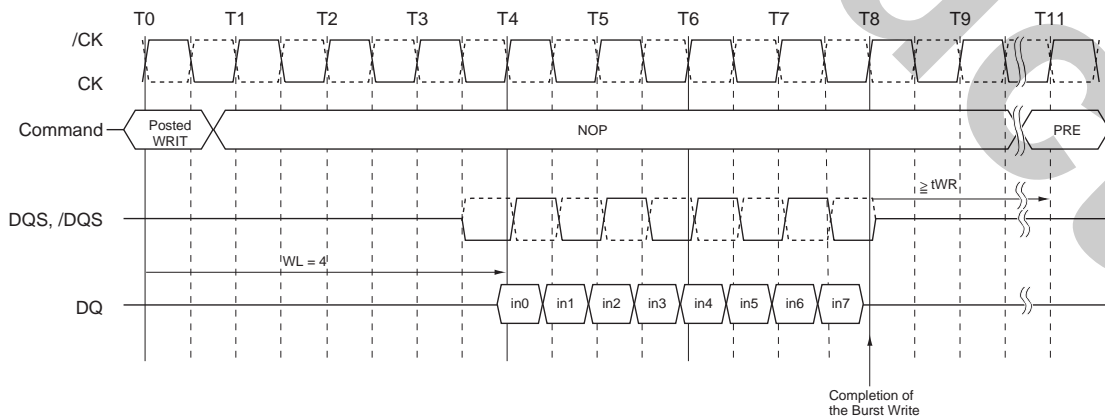 T0 T1 T2 T3 T4 T5 T6 T7 T8 T9 T11
/CK
CK
Command
Posted
WRIT
NOP
PRE
≧ tWR
DQS, /DQS
WL = 4
DQ
in0 in1 in2 in3 in4 in5 in6 in7
Completion of
the Burst Write